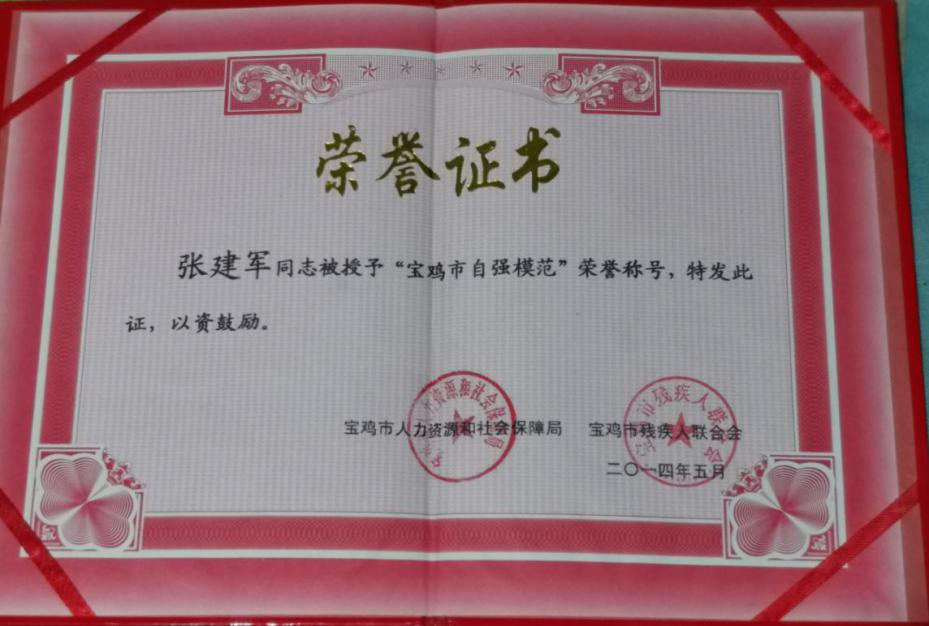 荣誉证书
张建军同志被授予“宝鸡市自强模范”荣誉称号，特发此
证，以资鼓励。
宝鸡市人力资源和社会保障局 宝鸡市残疾人联合会
二〇一四年五月